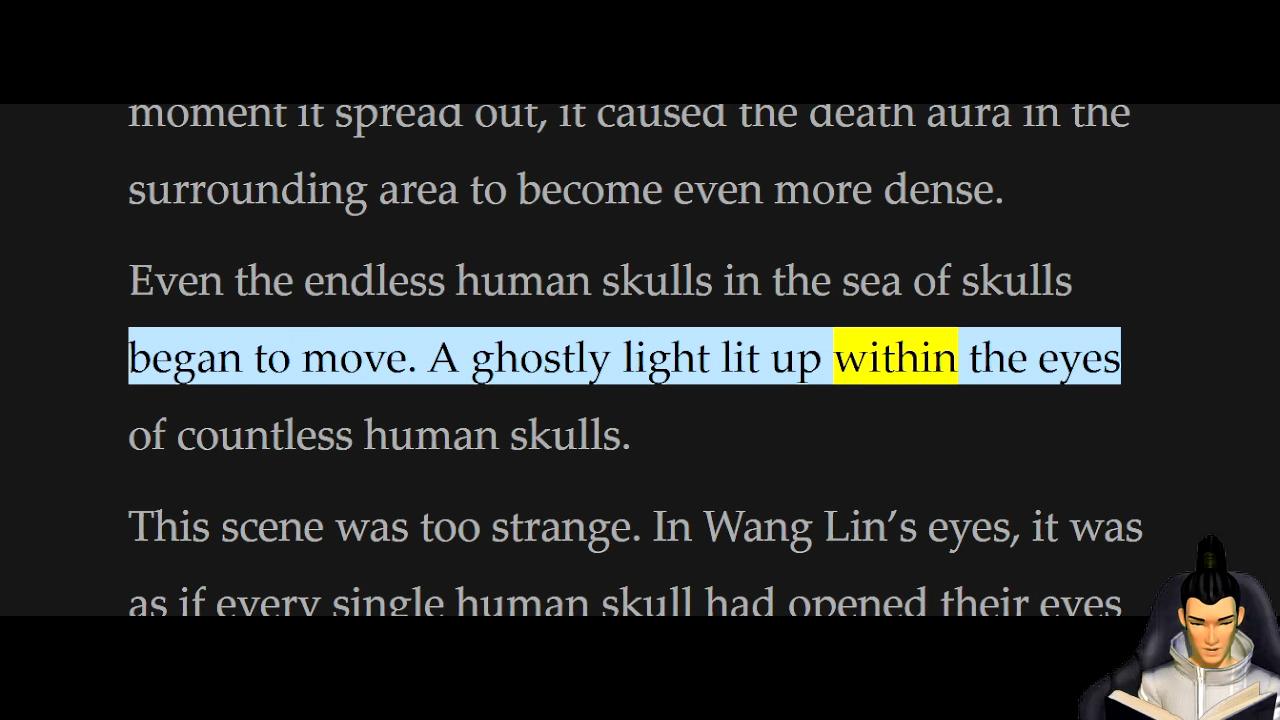 moment it spread out, it caused the death aura in the
surrounding area to become even more dense.
Even the endless human skulls in the sea of skulls
began to move. A ghostly light lit up within the eyes
of countless human skulls.
This scene was too strange. In Wang Lin’s eyes, it was
as if every single human skull had opened their eyes